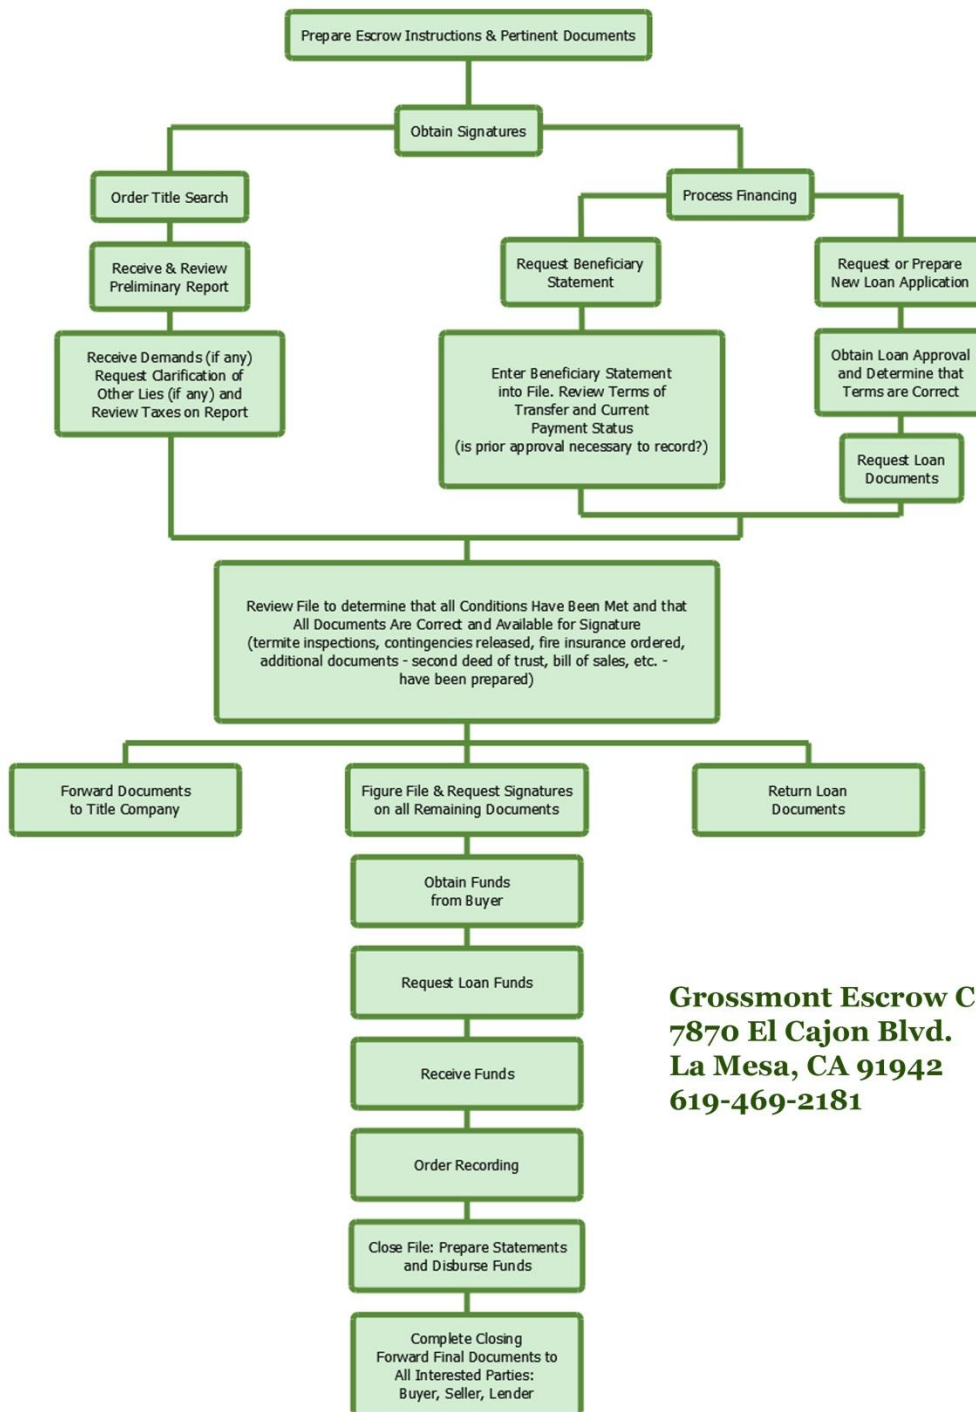 Prepare Escrow Instructions & Pertinent Documents
Obtain Signatures
Order Title Search
Process Financing
Receive & Review
Preliminary Report
Request Beneficiary
Statement
Request or Prepare
New Loan Application
Receive Demands (if any)
Request Clarification of
Other Lies (if any) and
Review Taxes on Report
Enter Beneficiary Statement
into File. Review Terms of
Transfer and Current
Payment Status
(is prior approval necessary to record?)
Obtain Loan Approval
and Determine that
Terms are Correct
Request Loan
Documents
Review File to determine that all Conditions Have Been Met and that
All Documents Are Correct and Available for Signature
(termite inspections, contingencies released, fire insurance ordered,
additional documents - second deed of trust, bill of sales, etc. -
have been prepared)
Forward Documents
to Title Company
Figure File & Request Signatures
on all Remaining Documents
Return Loan
Documents
Obtain Funds
from Buyer
Request Loan Funds
Receive Funds
Order Recording
Close File: Prepare Statements
and Disburse Funds
Complete Closing
Forward Final Documents to
All Interested Parties:
Buyer, Seller, Lender
Grossmont Escrow C
7870 El Cajon Blvd.
La Mesa, CA 91942
619-469-2181